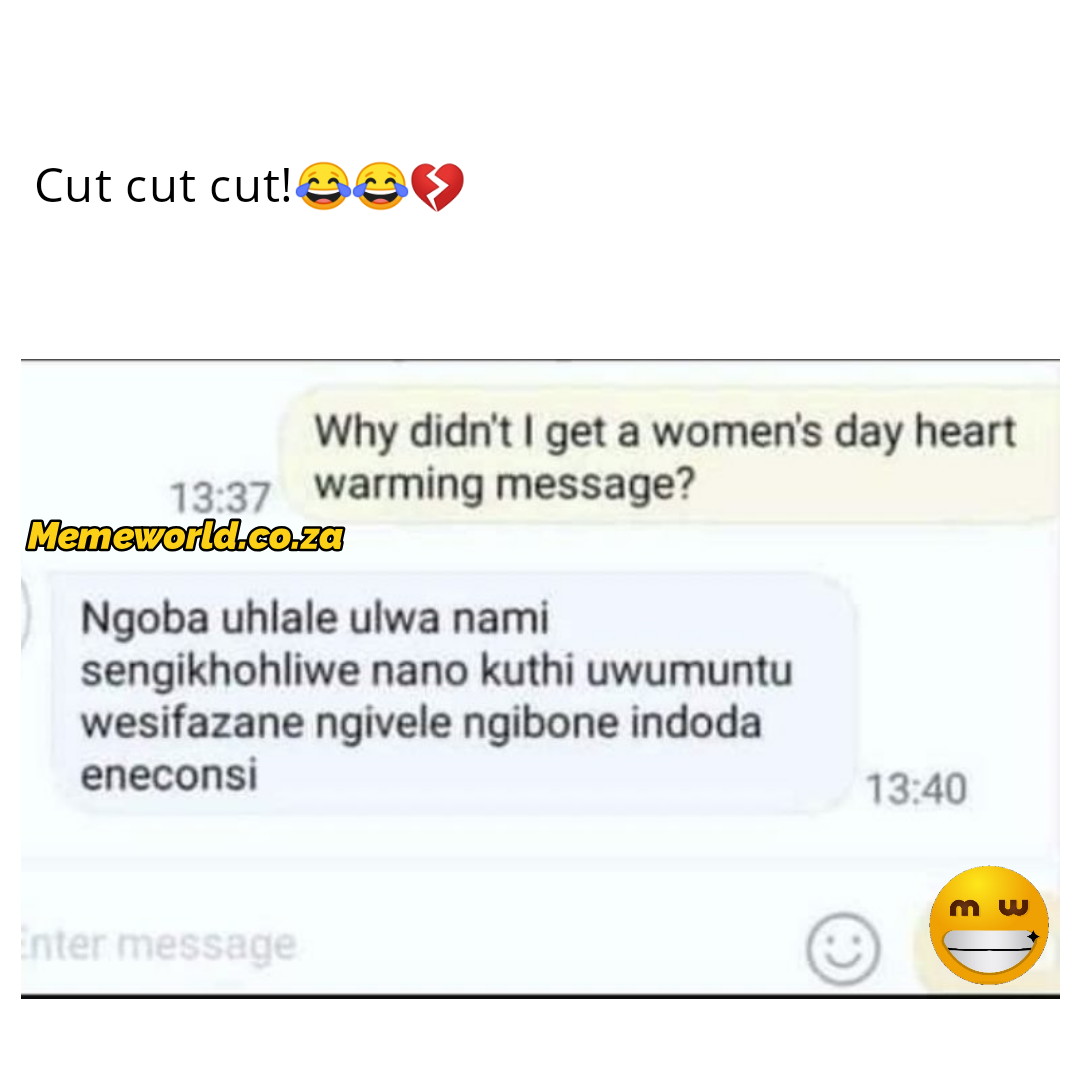 Cut cut cut!😂😂💔
Why didn't I get a women's day heart
warming message?
13:37
Memeworld.co.za
Ngoba uhlale ulwa nami
sengikhohliwe nano kuthi uwumuntu
wesifazane ngivele ngibone indoda
eneconsi
13:40
nter message
m w